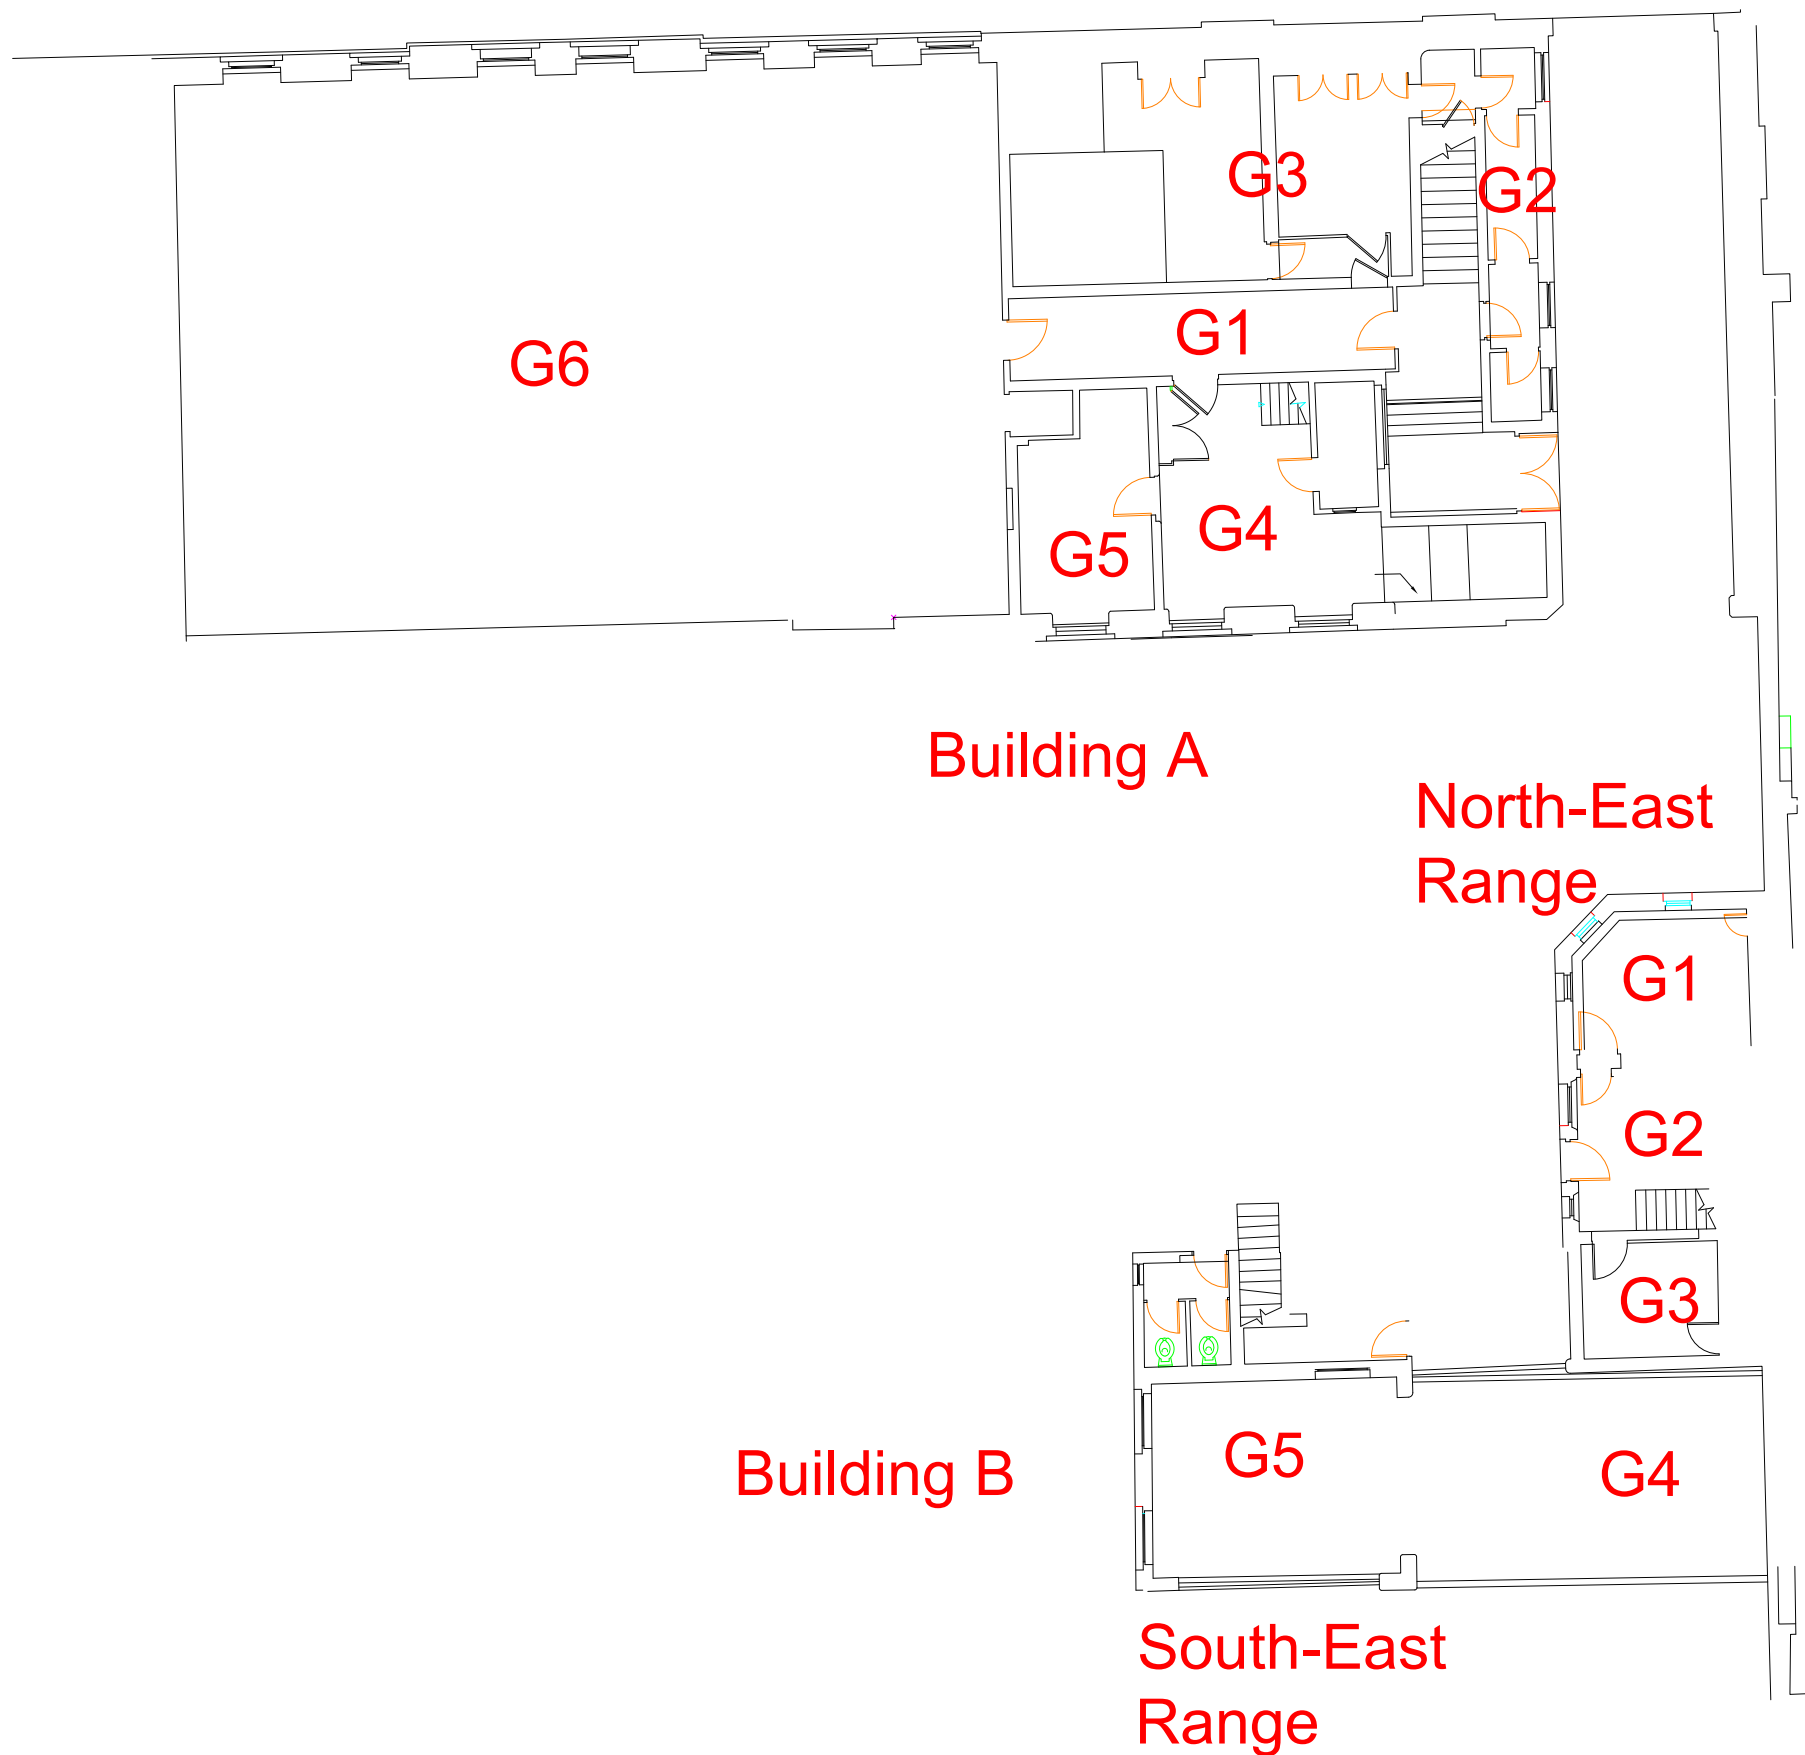 G3
G2
G1
G6
G4
G5
Building A
North-East
Range
G1
G2
G3
G5
G4
Building B
South-East
Range